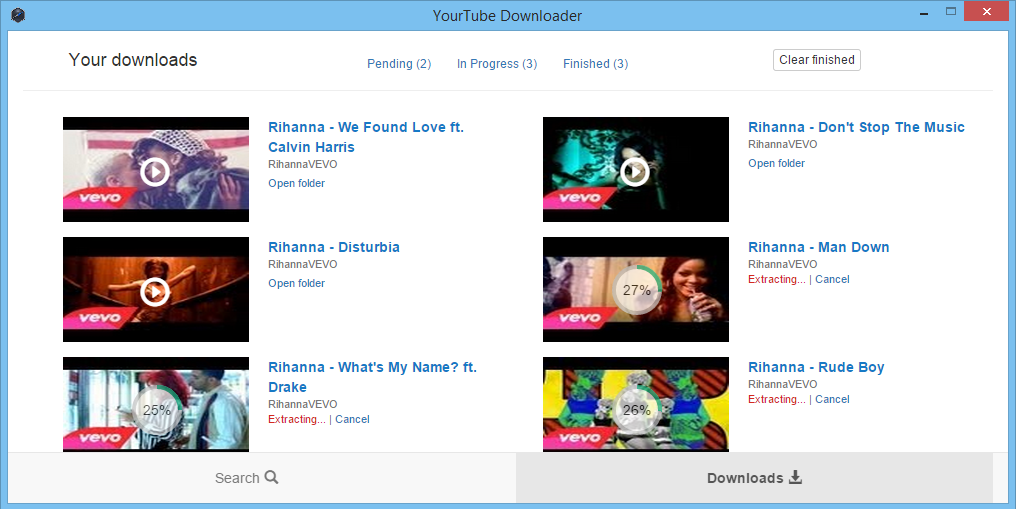 YourTube Downloader
Your downloads
Pending (2)
In Progress (3)
Finished (3)
Clear finished
vevo
Rihanna - We Found Love ft.
Calvin Harris
RihannaVEVO
Open folder
vevo
Rihanna - Don't Stop The Music
RihannaVEVO
Open folder
vevo
Rihanna - Disturbia
RihannaVEVO
Open folder
27%
vevo
Rihanna - Man Down
RihannaVEVO
Extracting... | Cancel
25%
vevo
Rihanna - What's My Name? ft.
Drake
RihannaVEVO
Extracting... | Cancel
26%
vevo
Rihanna - Rude Boy
RihannaVEVO
Extracting... | Cancel
Search
Downloads